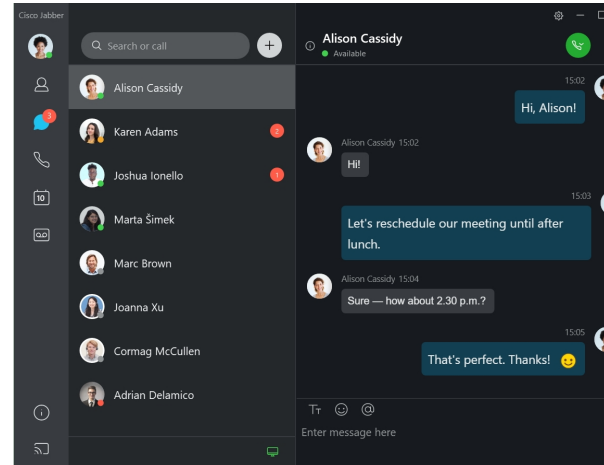 Cisco Jabber
Search or call
Alison Cassidy
Available
3
10
Alison Cassidy
Karen Adams
2
Joshua Ionello
1
Marta Šimek
Marc Brown
Joanna Xu
Cormag McCullen
Adrian Delamico
15:02
Hi, Alison!
Alison Cassidy 15:02
Hi!
15:03
Let's reschedule our meeting until after
lunch.
Alison Cassidy 15:04
Sure — how about 2.30 p.m.?
15:05
That's perfect. Thanks! 🙂
TT
@
Enter message here